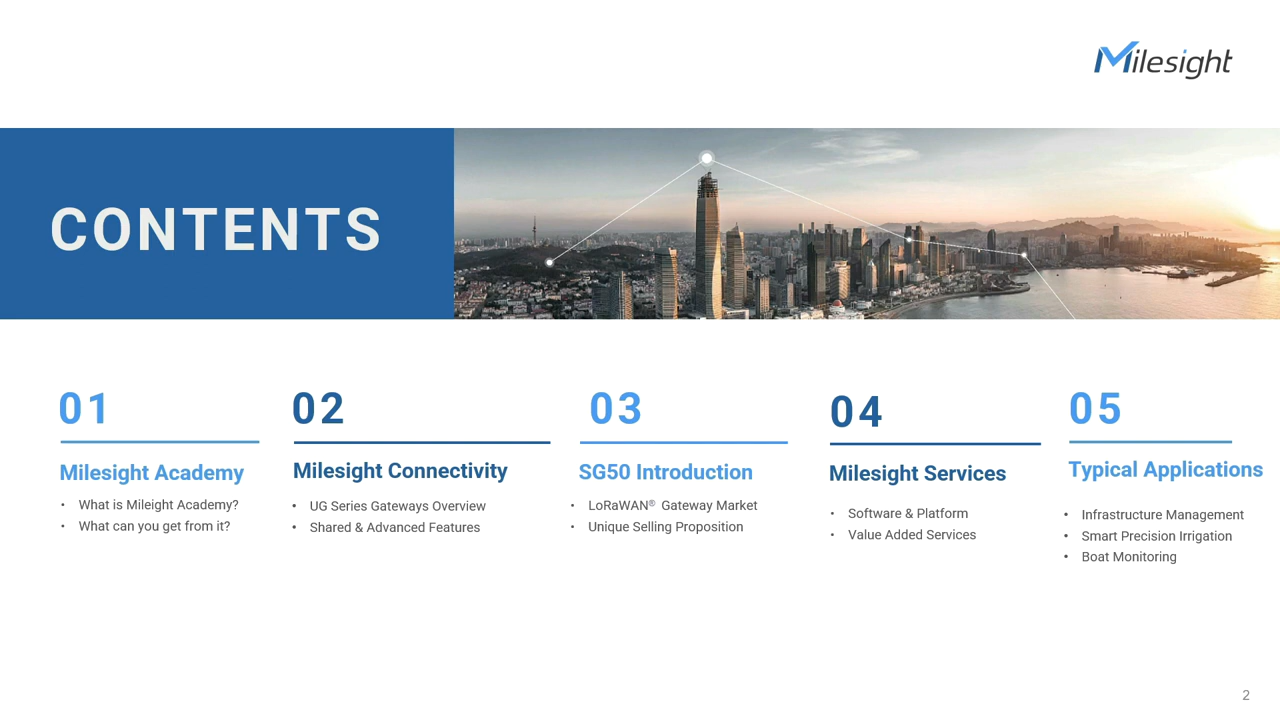 Milesight
CONTENTS
01
Milesight Academy
• What is Mileight Academy?
• What can you get from it?
02
Milesight Connectivity
• UG Series Gateways Overview
• Shared & Advanced Features
03
SG50 Introduction
• LoRaWAN® Gateway Market
• Unique Selling Proposition
04
Milesight Services
• Software & Platform
• Value Added Services
05
Typical Applications
• Infrastructure Management
• Smart Precision Irrigation
• Boat Monitoring
2